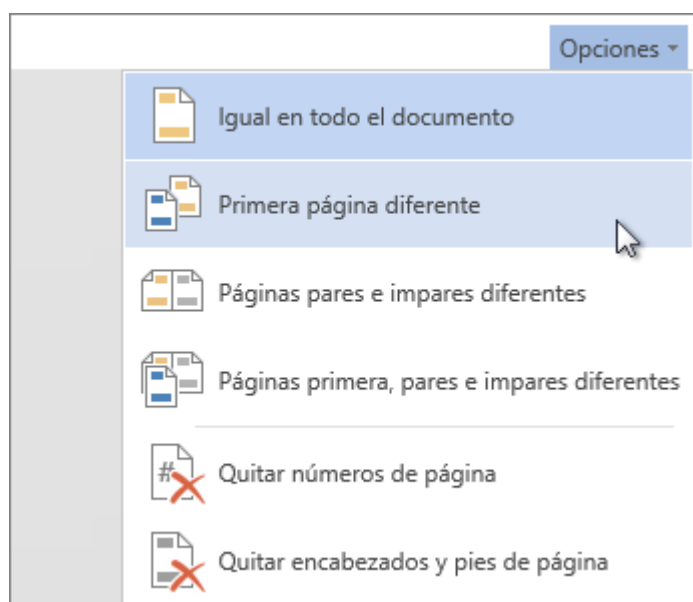 Opciones
Igual en todo el documento
Primera página diferente
Páginas pares e impares diferentes
Páginas primera, pares e impares diferentes
# Quitar números de página
Quitar encabezados y pies de página